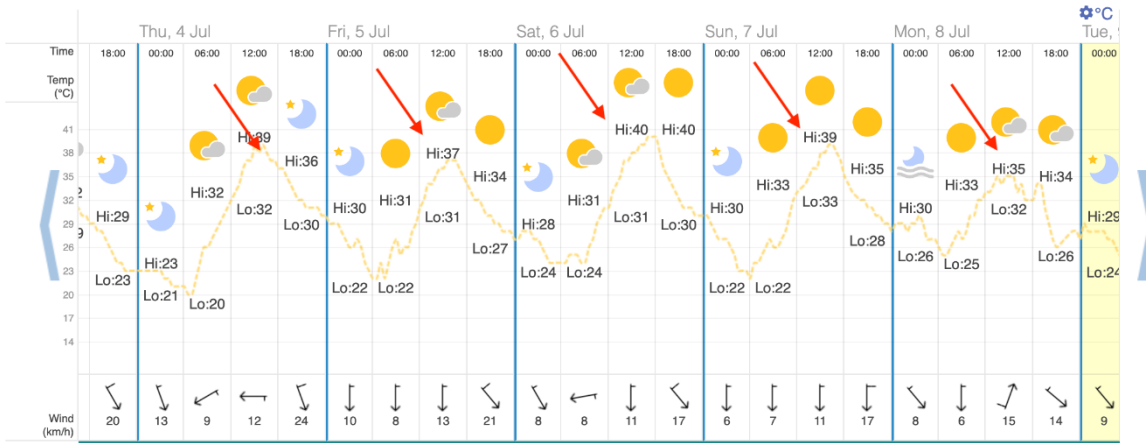 °C
Thu, 4 Jul Fri, 5 Jul Sat, 6 Jul Sun, 7 Jul Mon, 8 Jul Tue,
Time 18:00 00:00 06:00 12:00 18:00 00:00 06:00 12:00 18:00 00:00 06:00 12:00 18:00 00:00 06:00 12:00 18:00 00:00 06:00 12:00 18:00 00:00
Temp
(°C)
41
38
35
32
29
26
23
20
17
14
Hi:29 Hi:23 Hi:32 Hi:39 Hi:36 Hi:30 Hi:31 Hi:37 Hi:34 Hi:28 Hi:31 Hi:40 Hi:40 Hi:30 Hi:33 Hi:39 Hi:35 Hi:30 Hi:33 Hi:35 Hi:34 Hi:29
Lo:23 Lo:21 Lo:20 Lo:32 Lo:30 Lo:22 Lo:22 Lo:31 Lo:27 Lo:24 Lo:24 Lo:31 Lo:30 Lo:22 Lo:22 Lo:33 Lo:28 Lo:26 Lo:25 Lo:32 Lo:26 Lo:24
Wind
(km/h)
20 13 9 12 24 10 8 13 21 8 8 11 17 6 7 11 17 8 6 15 14 9